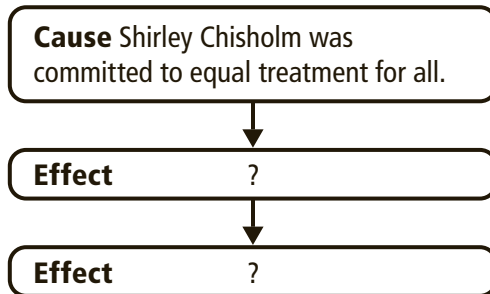 Cause Shirley Chisholm was
committed to equal treatment for all.
Effect ?
Effect ?